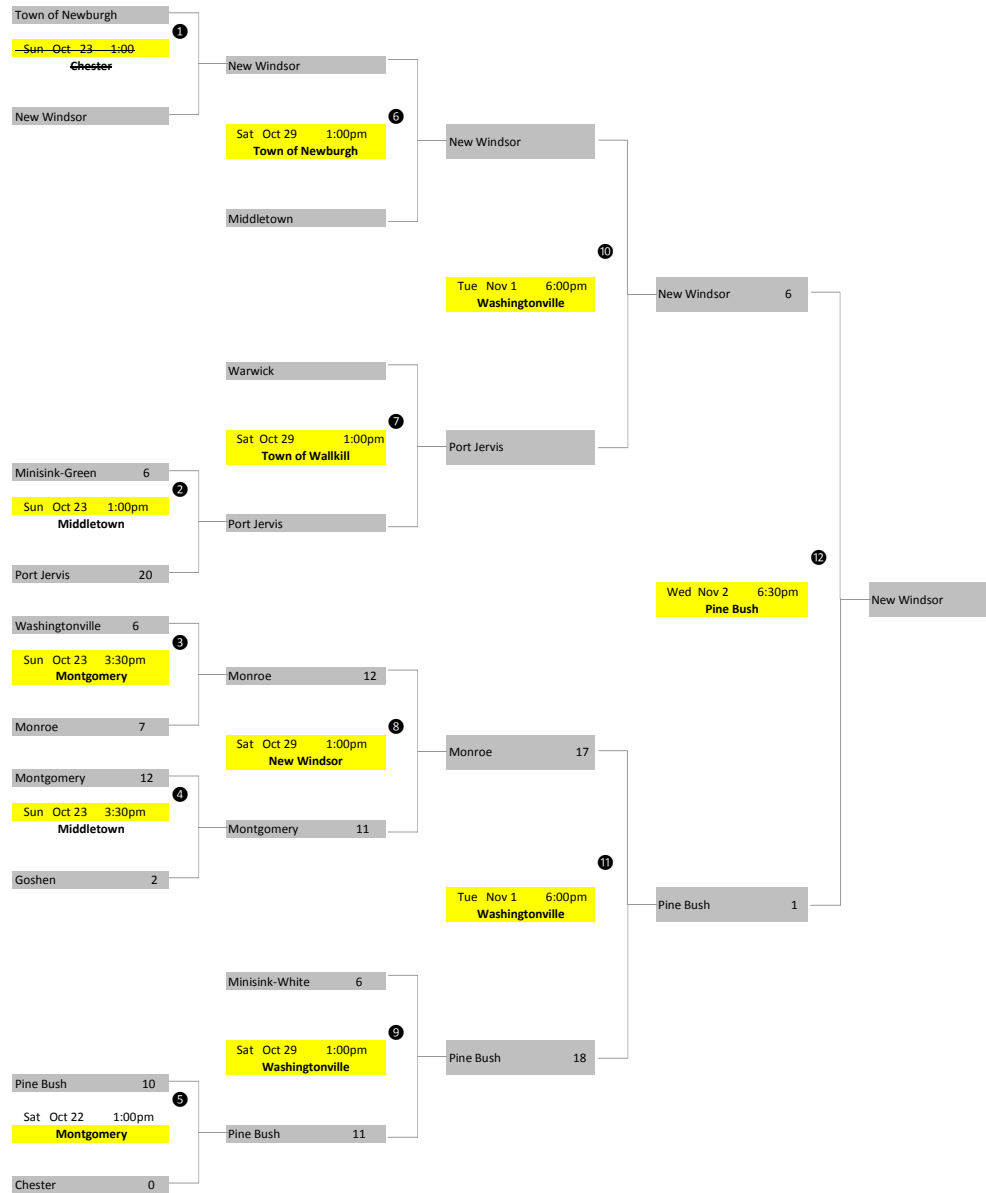 Town of Newburgh
❶
Sun Oct 23 1:00
Chester
New Windsor
New Windsor
❻
Sat Oct 29 1:00pm
Town of Newburgh
New Windsor
Middletown
❿
Tue Nov 1 6:00pm
Washingtonville
New Windsor 6
Warwick
❼
Sat Oct 29 1:00pm
Town of Wallkill
Port Jervis
Minisink-Green 6
❷
Sun Oct 23 1:00pm
Middletown
Port Jervis
Port Jervis 20
⓬
Wed Nov 2 6:30pm
Pine Bush
New Windsor
Washingtonville 6
❸
Sun Oct 23 3:30pm
Montgomery
Monroe 12
Monroe 7
❽
Sat Oct 29 1:00pm
New Windsor
Monroe 17
Montgomery 12
❹
Sun Oct 23 3:30pm
Middletown
Montgomery 11
Goshen 2
⓫
Tue Nov 1 6:00pm
Washingtonville
Pine Bush 1
Minisink-White 6
❾
Sat Oct 29 1:00pm
Washingtonville
Pine Bush 18
Pine Bush 10
❺
Sat Oct 22 1:00pm
Montgomery
Pine Bush 11
Chester 0